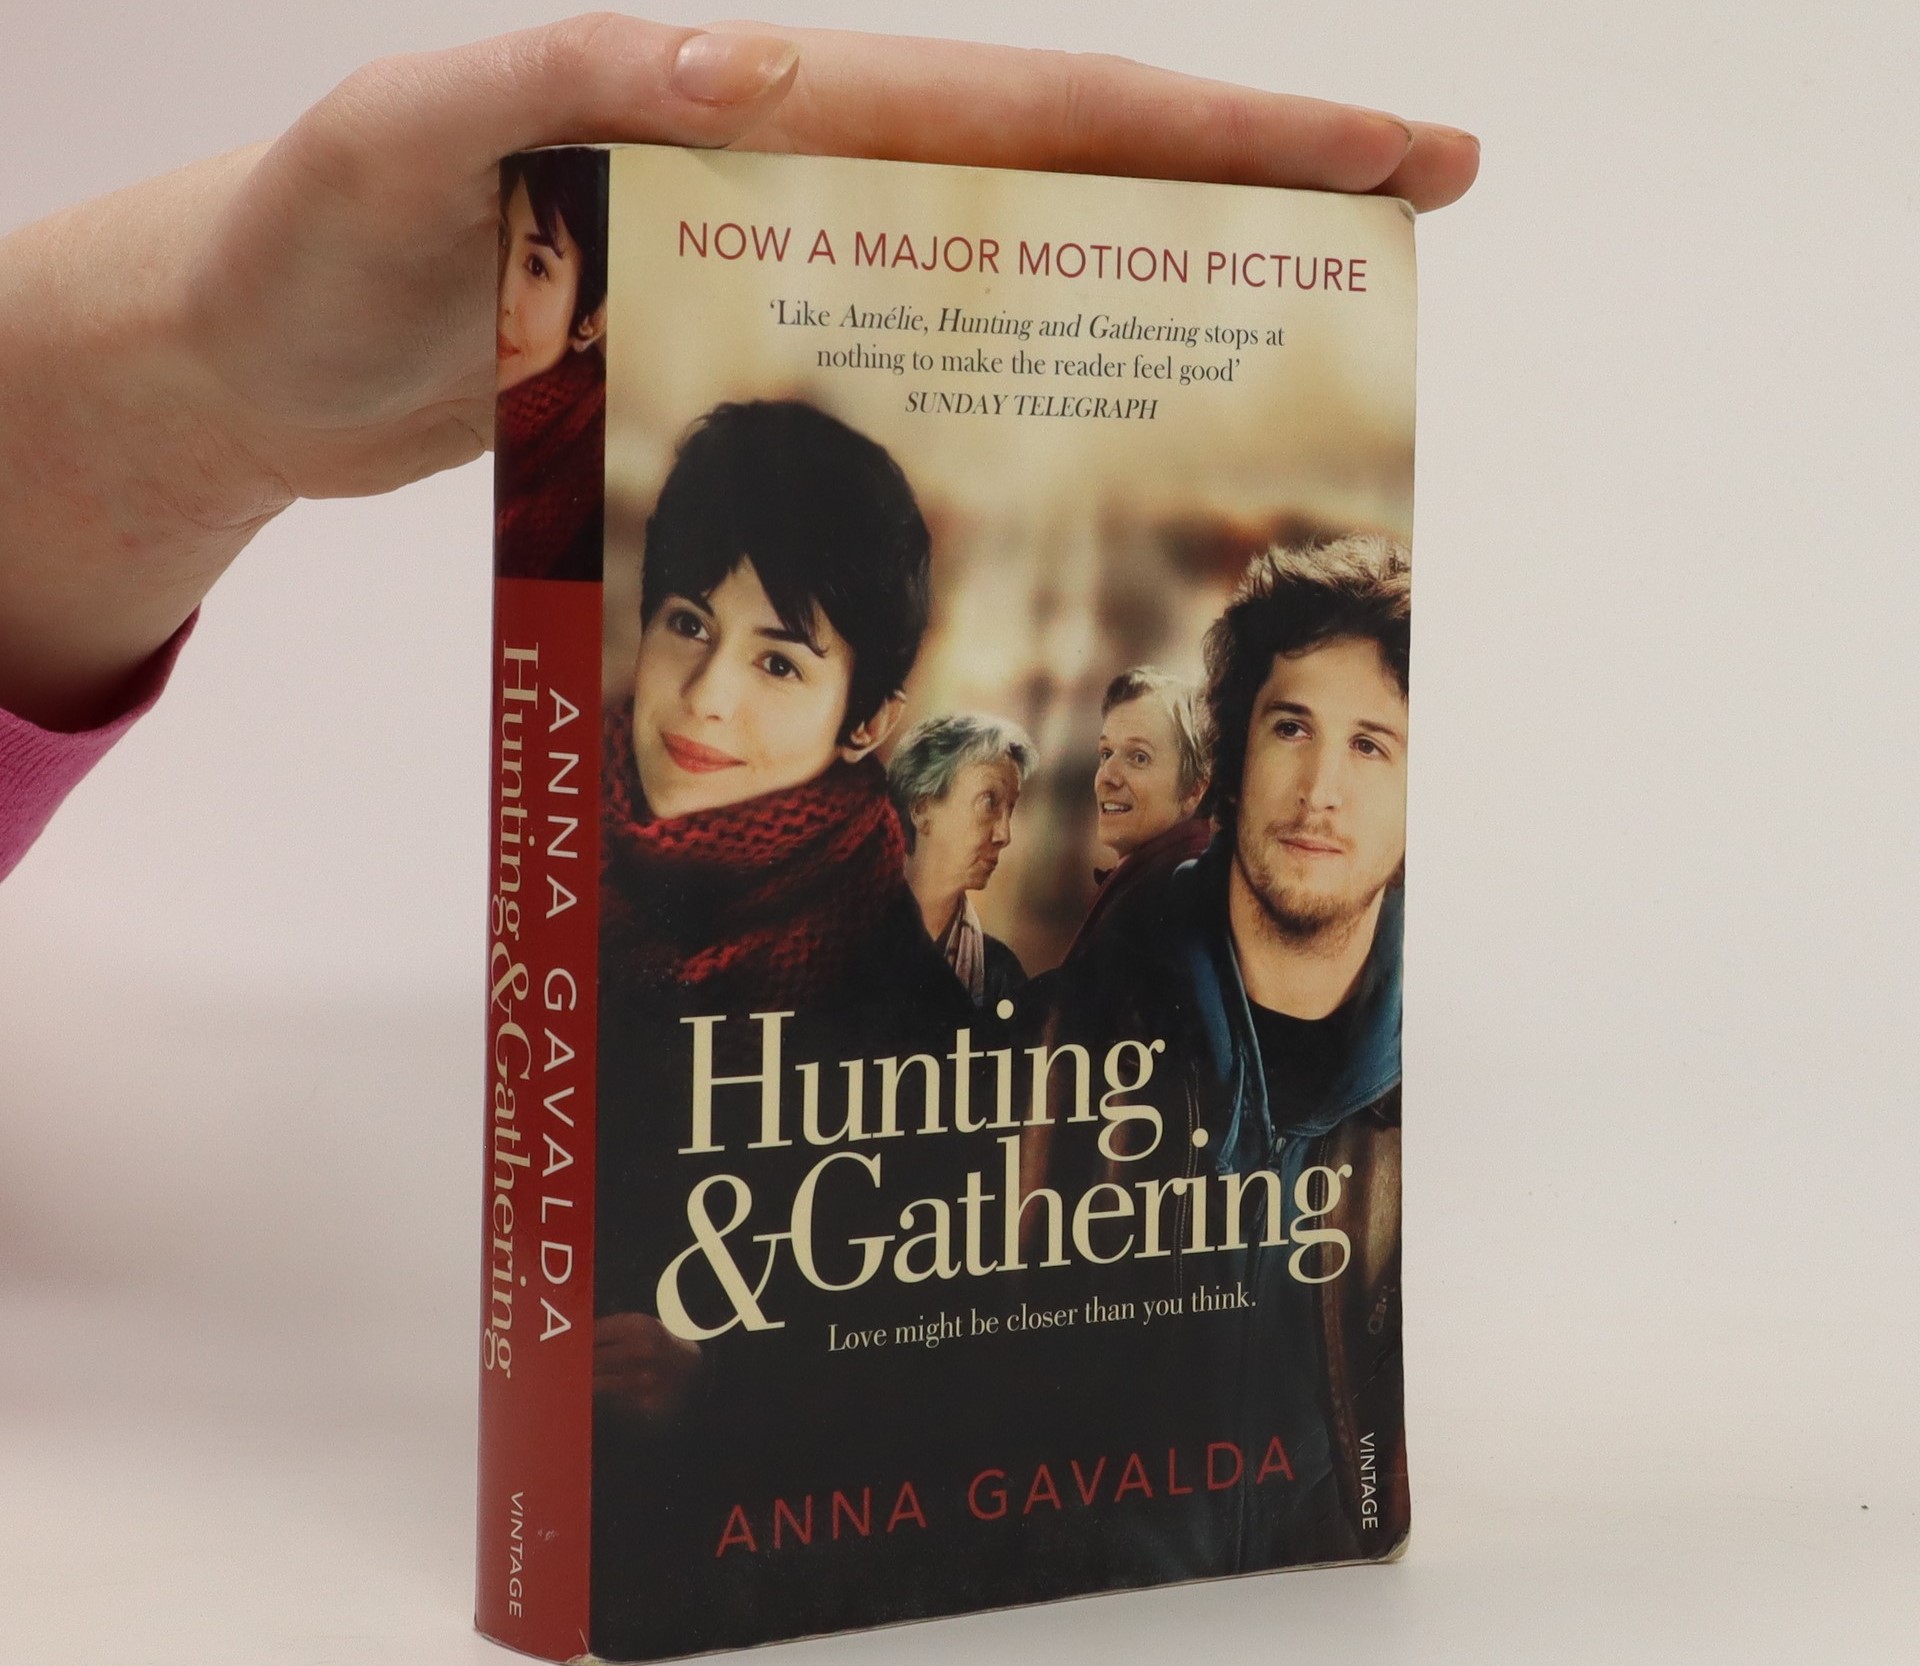 NOW A MAJOR MOTION PICTURE
‘Like Amélie, Hunting and Gathering stops at
nothing to make the reader feel good’
SUNDAY TELEGRAPH
Hunting
&Gathering
Love might be closer than you think.
ANNA GAVALDA
VINTAGE
ANNA GAVALDA
Hunting&Gathering
VINTAGE